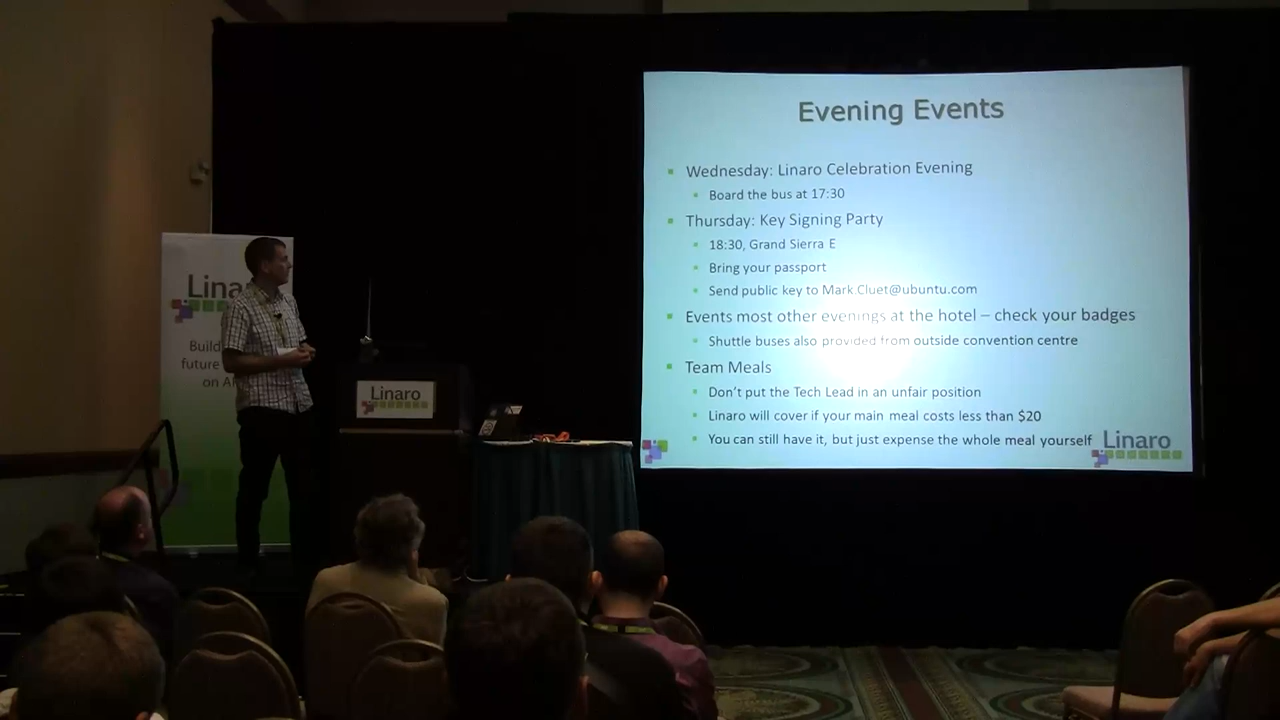 Evening Events
Wednesday: Linaro Celebration Evening
Board the bus at 17:30
Thursday: Key Signing Party
18:30, Grand Sierra E
Bring your passport
Send public key to Mark.Cluet@ubuntu.com
Events most other evenings at the hotel – check your badges
Shuttle buses also provided from outside convention centre
Team Meals
Don't put the Tech Lead in an unfair position
Linaro will cover if your main meal costs less than $20
You can still have it, but just expense the whole meal yourself
Linaro
Lina
Build
future
on A
Linaro